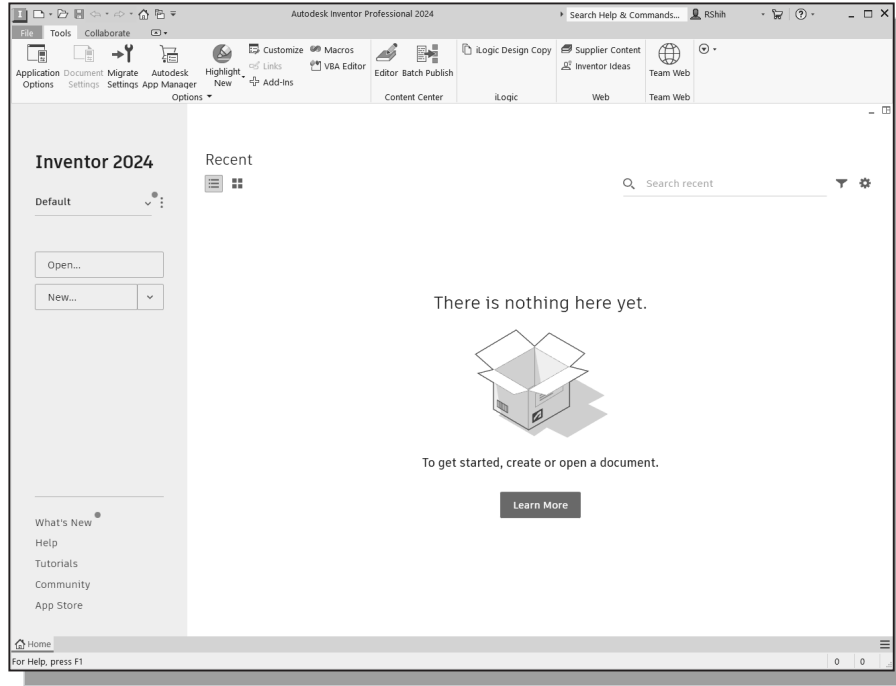 I
Autodesk Inventor Professional 2024
Search Help & Commands...
RShih
File Tools Collaborate
Application Options
Document Settings
Migrate Settings
Autodesk App Manager
Highlight New
Customize
Links
Add-Ins
Macros
VBA Editor
Editor
Batch Publish
iLogic Design Copy
Supplier Content
Inventor Ideas
Team Web
Options
Content Center
iLogic
Web
Team Web
Inventor 2024
Default
Open...
New...
Recent
Search recent
There is nothing here yet.
To get started, create or open a document.
Learn More
What's New
Help
Tutorials
Community
App Store
Home
For Help, press F1
0 0